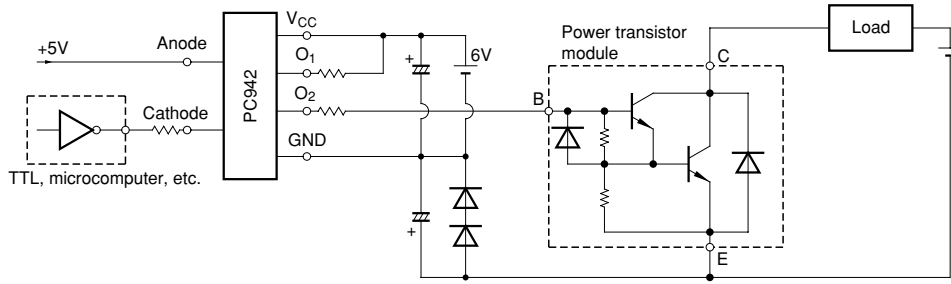 +5V
Anode
Cathode
TTL, microcomputer, etc.
PC942
VCC
O1
O2
GND
+
6V
+
Power transistor
module
B
C
E
Load